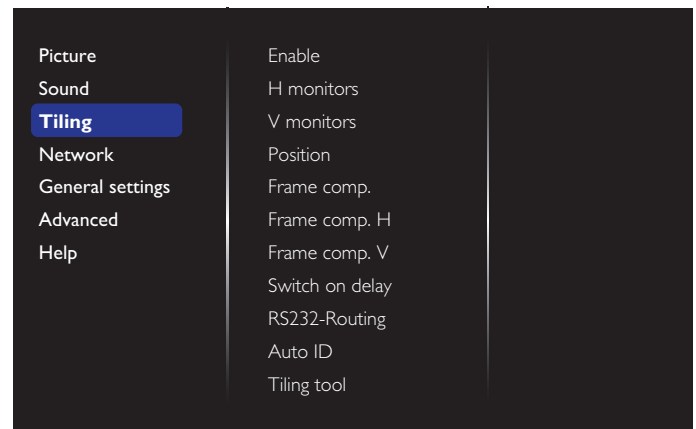 Picture
Sound
Tiling
Network
General settings
Advanced
Help
Enable
H monitors
V monitors
Position
Frame comp.
Frame comp. H
Frame comp. V
Switch on delay
RS232-Routing
Auto ID
Tiling tool